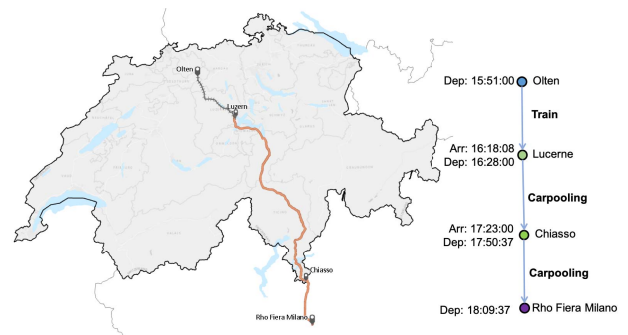 Olten
Luzern
Chiasso
Rho Fiera Milano
Dep: 15:51:00
Olten
Train
Arr: 16:18:08
Dep: 16:28:00
Lucerne
Carpooling
Arr: 17:23:00
Dep: 17:50:37
Chiasso
Carpooling
Dep: 18:09:37
Rho Fiera Milano